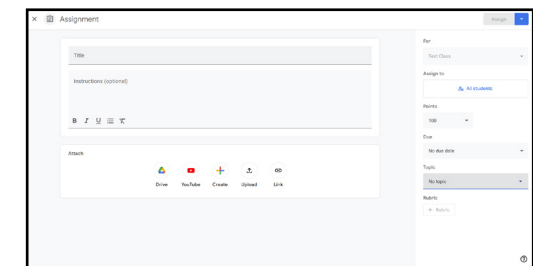 Assignment
Assign
Title
Instructions (optional)
B I U
Attach
Drive YouTube Create Upload Link
For
Test Class
Assign to
All students
Points
100
Due
No due date
Topic
No topic
Rubric
+ Rubric